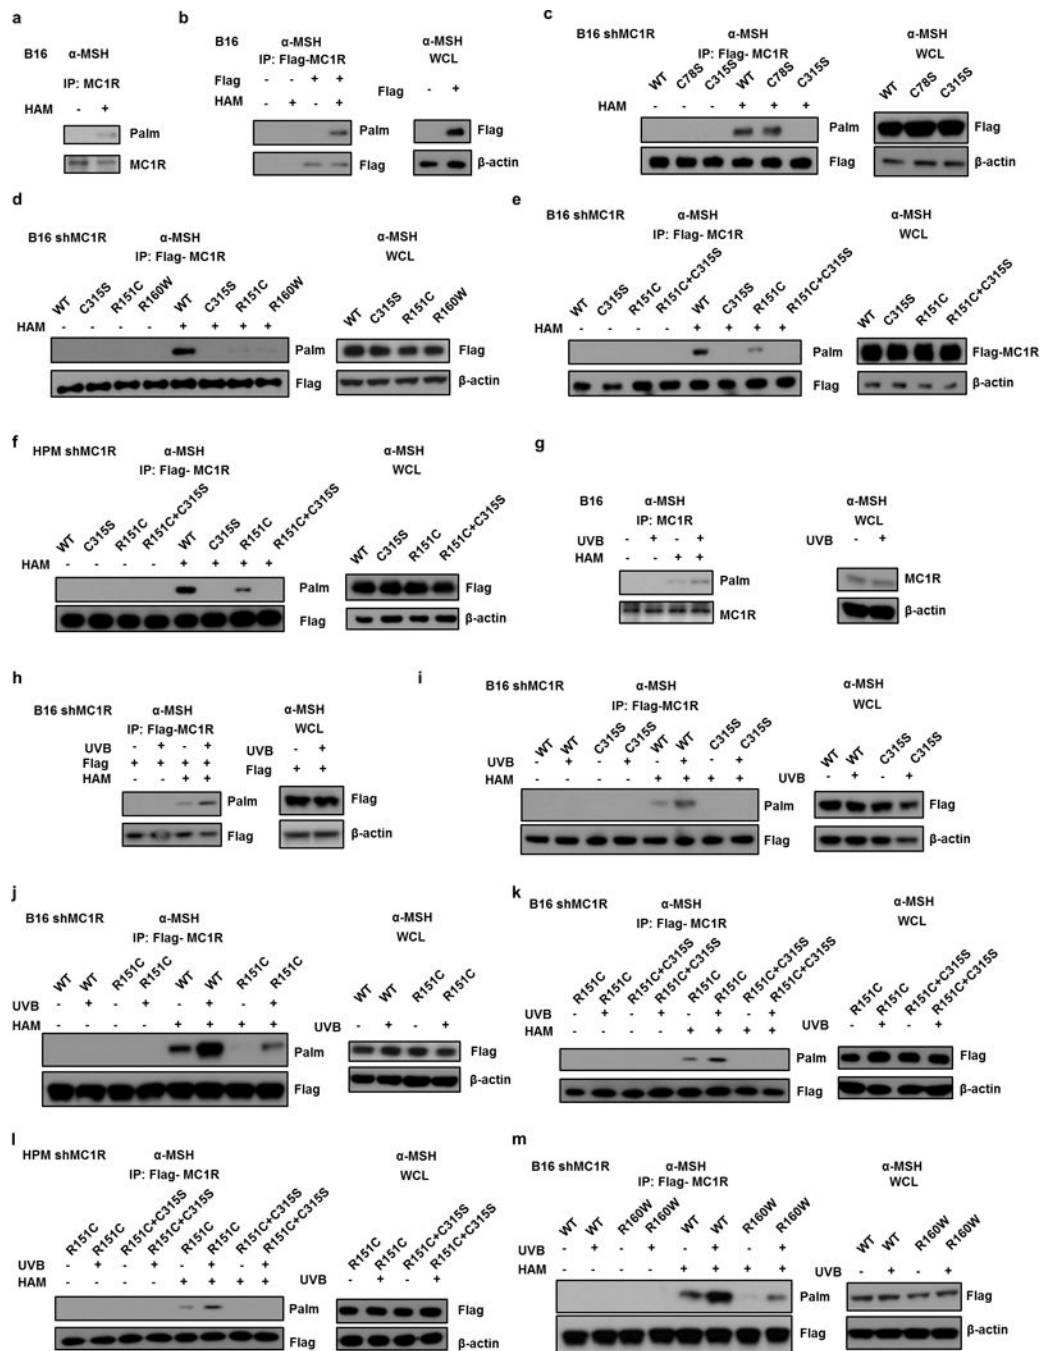 a
B16 α-MSH
IP: MC1R
HAM - +
Palm
MC1R
b
B16 α-MSH α-MSH
IP: Flag-MC1R WCL
Flag - - + +
HAM - + - +
Flag - +
Palm Flag
Flag β-actin
c
B16 shMC1R α-MSH α-MSH
IP: Flag-MC1R WCL
WT C78S C315S WT C78S C315S WT C78S C315S
HAM - - - + + +
Palm Flag
Flag β-actin
d
B16 shMC1R α-MSH α-MSH
IP: Flag- MC1R WCL
WT C315S R151C R160W WT C315S R151C R160W WT C315S R151C R160W
HAM - - - - + + + +
Palm Flag
Flag β-actin
e
B16 shMC1R α-MSH α-MSH
IP: Flag- MC1R WCL
WT C315S R151C R151C+C315S WT C315S R151C R151C+C315S WT C315S R151C R151C+C315S
HAM - - - - + + + +
Palm Flag-MC1R
Flag β-actin
f
HPM shMC1R α-MSH α-MSH
IP: Flag- MC1R WCL
WT C315S R151C R151C+C315S WT C315S R151C R151C+C315S WT C315S R151C R151C+C315S
HAM - - - - + + + +
Palm Flag
Flag β-actin
g
B16 α-MSH α-MSH
IP: MC1R WCL
UVB - + - + UVB - +
HAM - - + +
Palm MC1R
MC1R β-actin
h
B16 shMC1R α-MSH α-MSH
IP: Flag-MC1R WCL
UVB - + - + UVB - +
Flag + + + + Flag + +
HAM - - + +
Palm Flag
Flag β-actin
i
B16 shMC1R α-MSH α-MSH
IP: Flag-MC1R WCL
WT WT C315S C315S WT WT C315S C315S WT WT C315S C315S
UVB - + - + - + - +
HAM - - - - + + + + UVB - + - +
Palm Flag
Flag β-actin
j
B16 shMC1R α-MSH α-MSH
IP: Flag- MC1R WCL
WT WT R151C R151C WT WT R151C R151C WT WT R151C R151C
UVB - + - + - + - +
HAM - - - - + + + + UVB - + - +
Palm Flag
Flag β-actin
k
B16 shMC1R α-MSH α-MSH
IP: Flag- MC1R WCL
R151C R151C R151C+C315S R151C+C315S R151C R151C R151C+C315S R151C+C315S R151C R151C R151C+C315S R151C+C315S
UVB - + - + - + - +
HAM - - - - + + + + UVB - + - +
Palm Flag
Flag β-actin
l
HPM shMC1R α-MSH α-MSH
IP: Flag- MC1R WCL
R151C R151C R151C+C315S R151C+C315S R151C R151C R151C+C315S R151C+C315S R151C R151C R151C+C315S R151C+C315S
UVB - + - + - + - +
HAM - - - - + + + + UVB - + - +
Palm Flag
Flag β-actin
m
B16 shMC1R α-MSH α-MSH
IP: Flag- MC1R WCL
WT WT R160W R160W WT WT R160W R160W WT WT R160W R160W
UVB - + - + - + - +
HAM - - - - + + + + UVB - + - +
Palm Flag
Flag β-actin